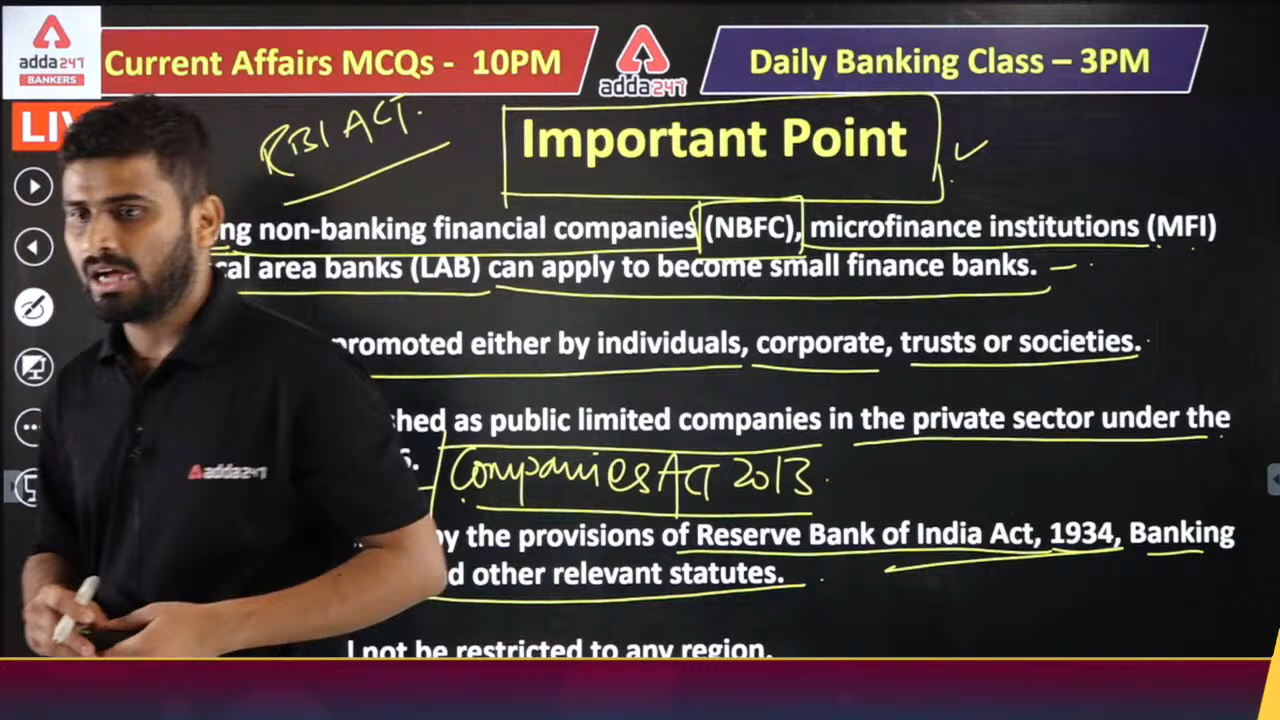 adda247
BANKERS
Current Affairs MCQs - 10PM
adda247
Daily Banking Class – 3PM
RBI ACT.
Important Point
ng non-banking financial companies (NBFC), microfinance institutions (MFI)
cal area banks (LAB) can apply to become small finance banks.
promoted either by individuals, corporate, trusts or societies.
shed as public limited companies in the private sector under the
Companies ACT 2013
by the provisions of Reserve Bank of India Act, 1934, Banking
d other relevant statutes.
adda247
l not be restricted to any region.